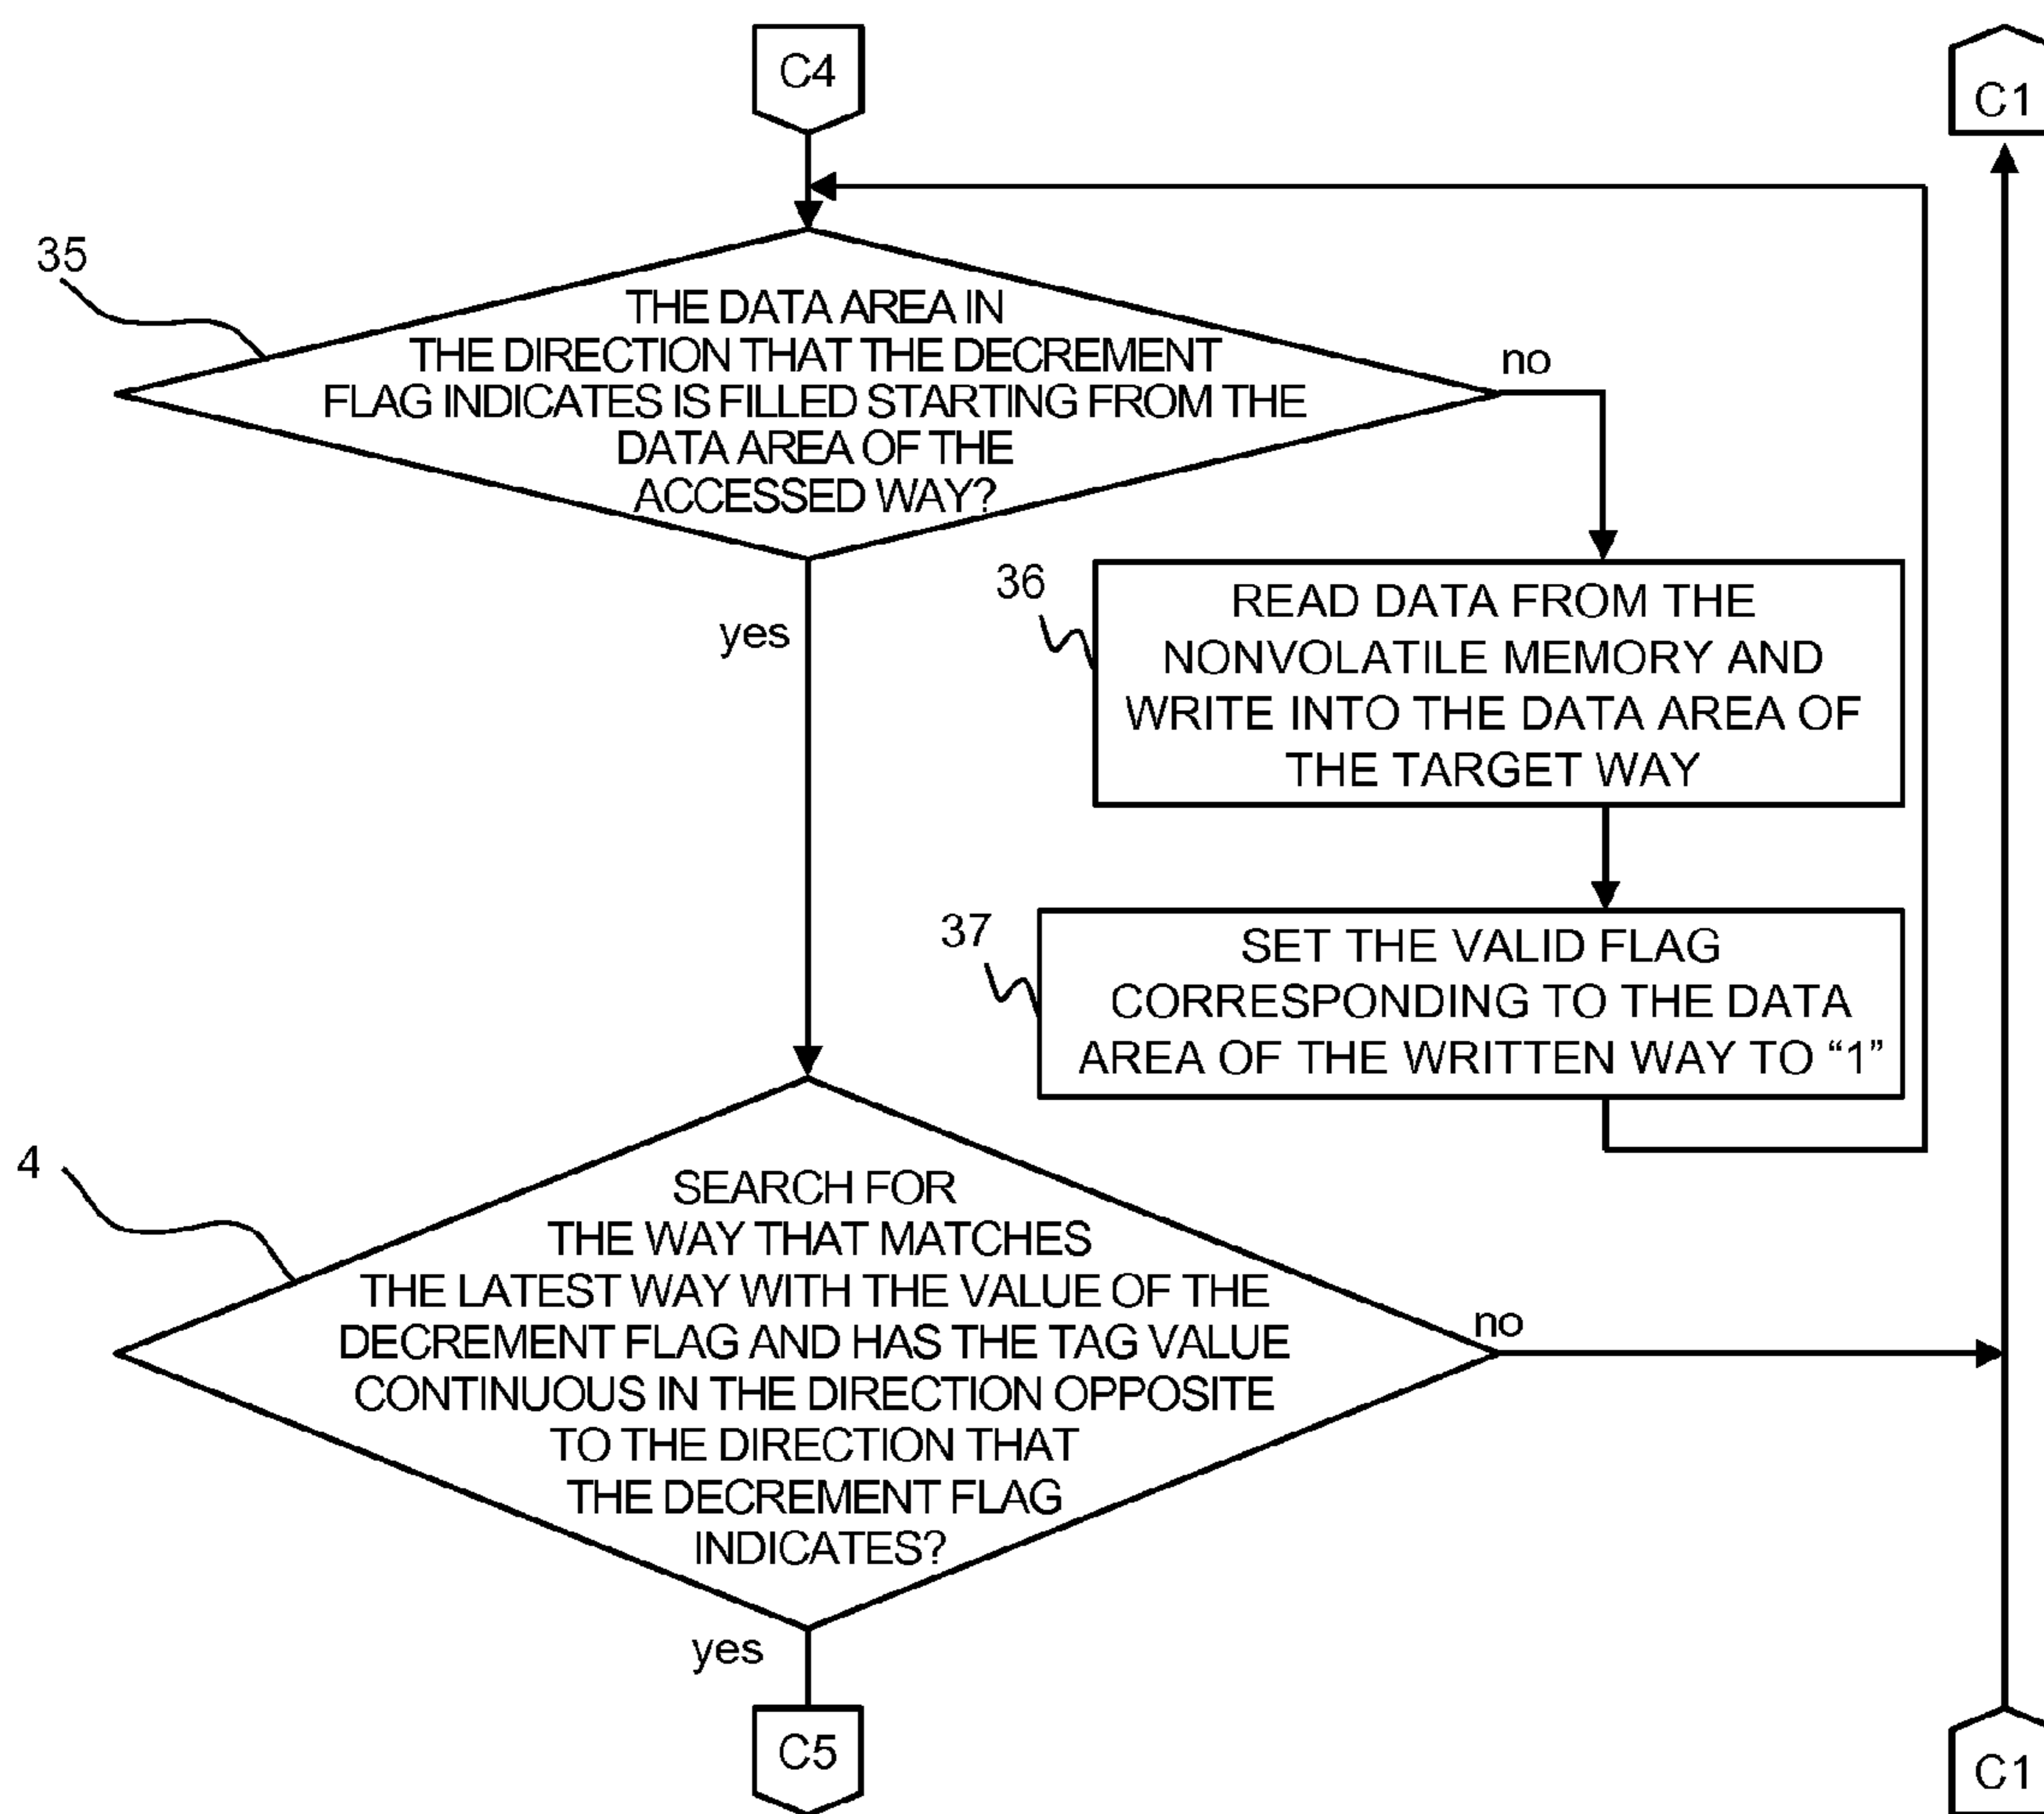 C4
C1
35
THE DATA AREA IN
THE DIRECTION THAT THE DECREMENT
FLAG INDICATES IS FILLED STARTING FROM THE
DATA AREA OF THE
ACCESSED WAY?
no
yes
36
READ DATA FROM THE
NONVOLATILE MEMORY AND
WRITE INTO THE DATA AREA OF
THE TARGET WAY
37
SET THE VALID FLAG
CORRESPONDING TO THE DATA
AREA OF THE WRITTEN WAY TO “1”
4
SEARCH FOR
THE WAY THAT MATCHES
THE LATEST WAY WITH THE VALUE OF THE
DECREMENT FLAG AND HAS THE TAG VALUE
CONTINUOUS IN THE DIRECTION OPPOSITE
TO THE DIRECTION THAT
THE DECREMENT FLAG
INDICATES?
no
yes
C5
C1